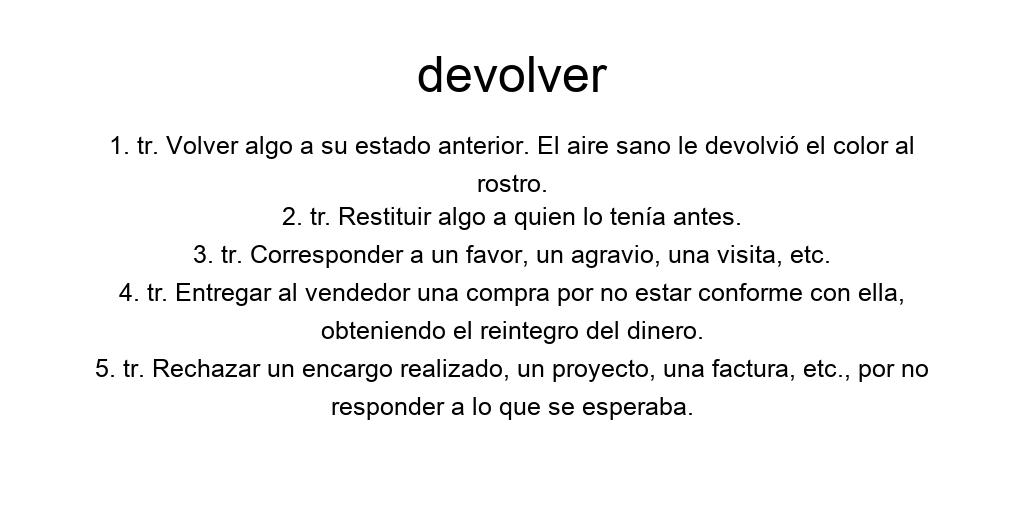 devolver
1. tr. Volver algo a su estado anterior. El aire sano le devolvió el color al
rostro.
2. tr. Restituir algo a quien lo tenía antes.
3. tr. Corresponder a un favor, un agravio, una visita, etc.
4. tr. Entregar al vendedor una compra por no estar conforme con ella,
obteniendo el reintegro del dinero.
5. tr. Rechazar un encargo realizado, un proyecto, una factura, etc., por no
responder a lo que se esperaba.